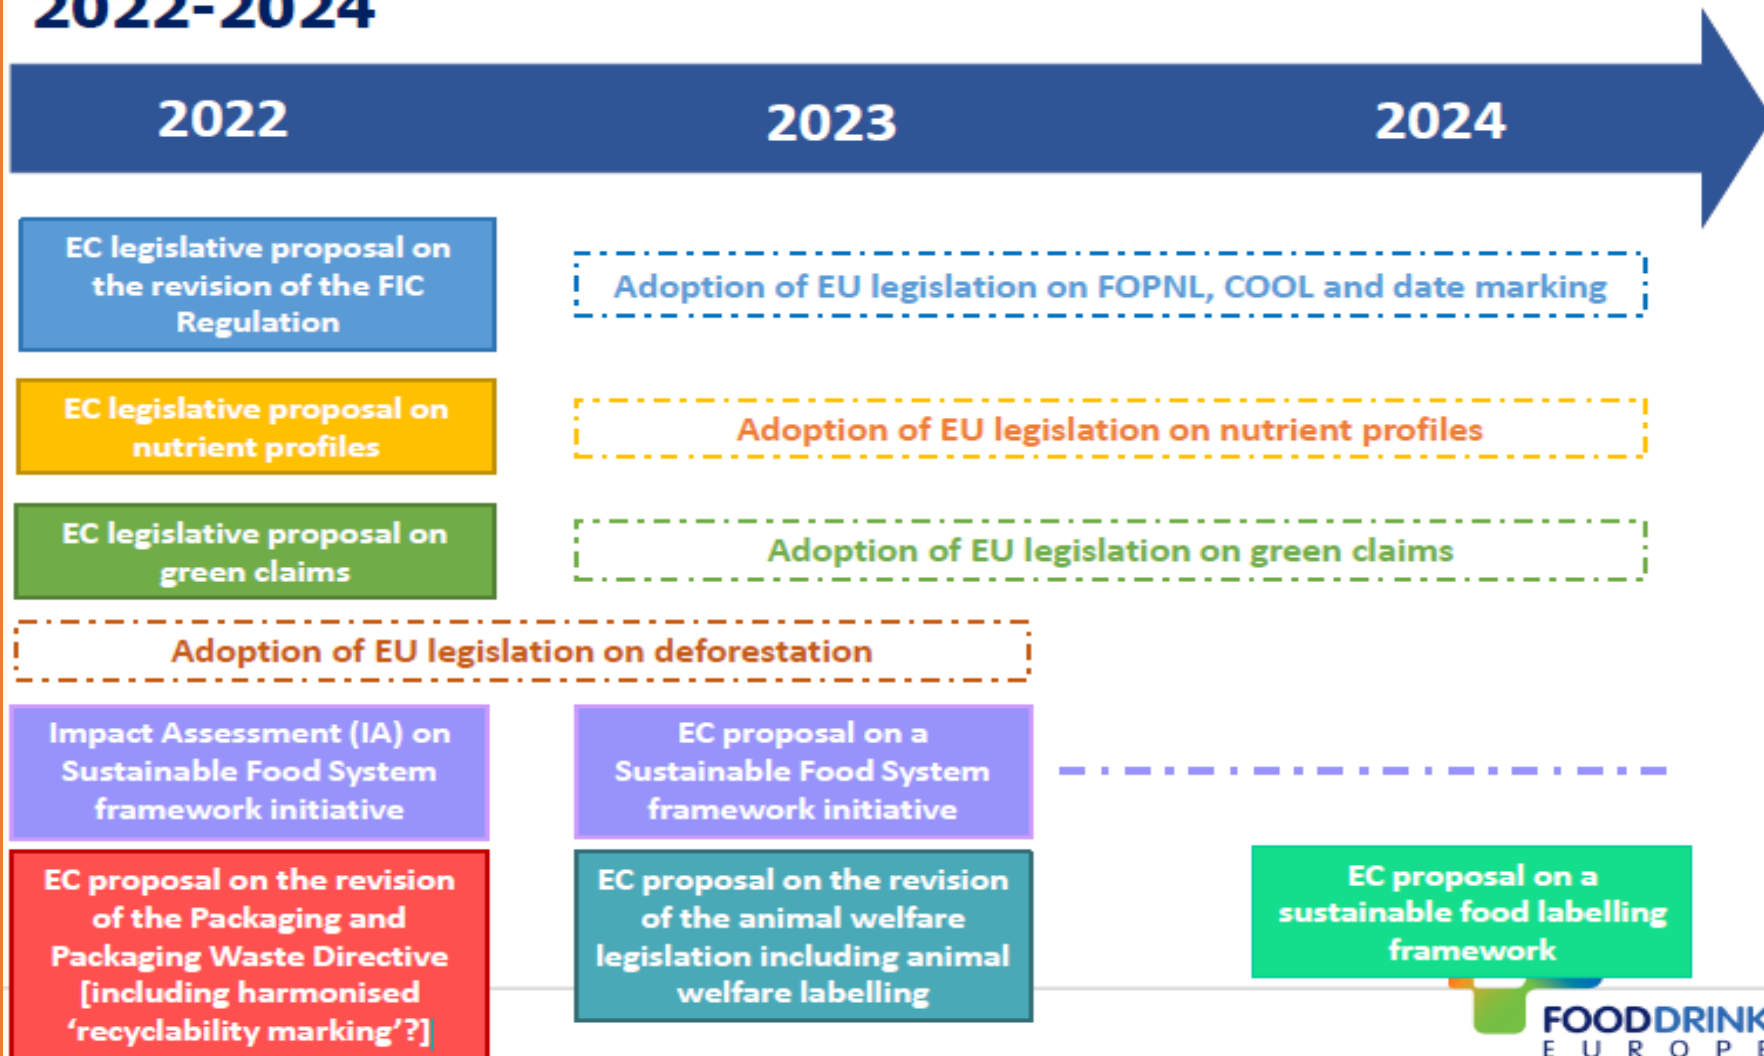 2022-2024
2022
2023
2024
EC legislative proposal on
the revision of the FIC
Regulation
Adoption of EU legislation on FOPNL, COOL and date marking
EC legislative proposal on
nutrient profiles
Adoption of EU legislation on nutrient profiles
EC legislative proposal on
green claims
Adoption of EU legislation on green claims
Adoption of EU legislation on deforestation
Impact Assessment (IA) on
Sustainable Food System
framework initiative
EC proposal on a
Sustainable Food System
framework initiative
EC proposal on the revision
of the Packaging and
Packaging Waste Directive
[including harmonised
‘recyclability marking’?]
EC proposal on the revision
of the animal welfare
legislation including animal
welfare labelling
EC proposal on a
sustainable food labelling
framework
FOODDRINK
E U R O P